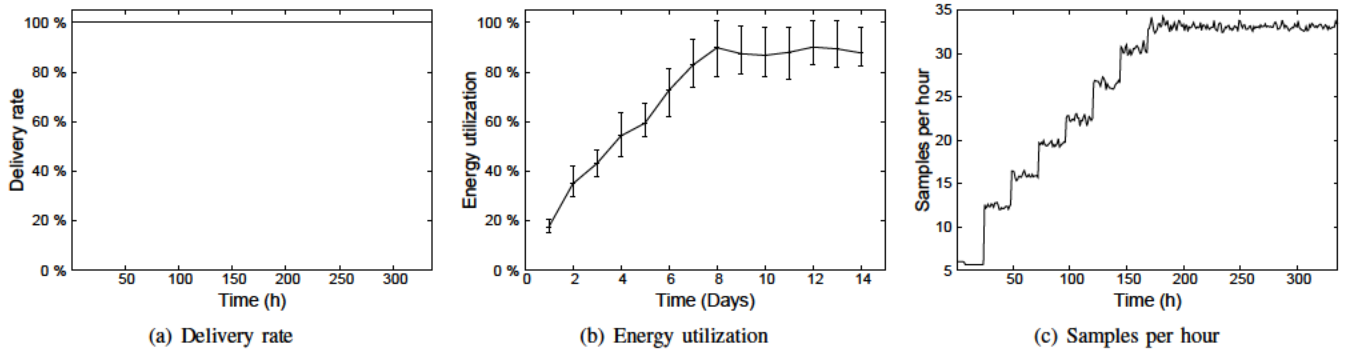 Delivery rate
100 %
80 %
60 %
40 %
20 %
0 %
50 100 150 200 250 300
Time (h)
(a) Delivery rate
Energy utilization
100 %
80 %
60 %
40 %
20 %
0 %
0 2 4 6 8 10 12 14
Time (Days)
(b) Energy utilization
Samples per hour
35
30
25
20
15
10
5
50 100 150 200 250 300
Time (h)
(c) Samples per hour